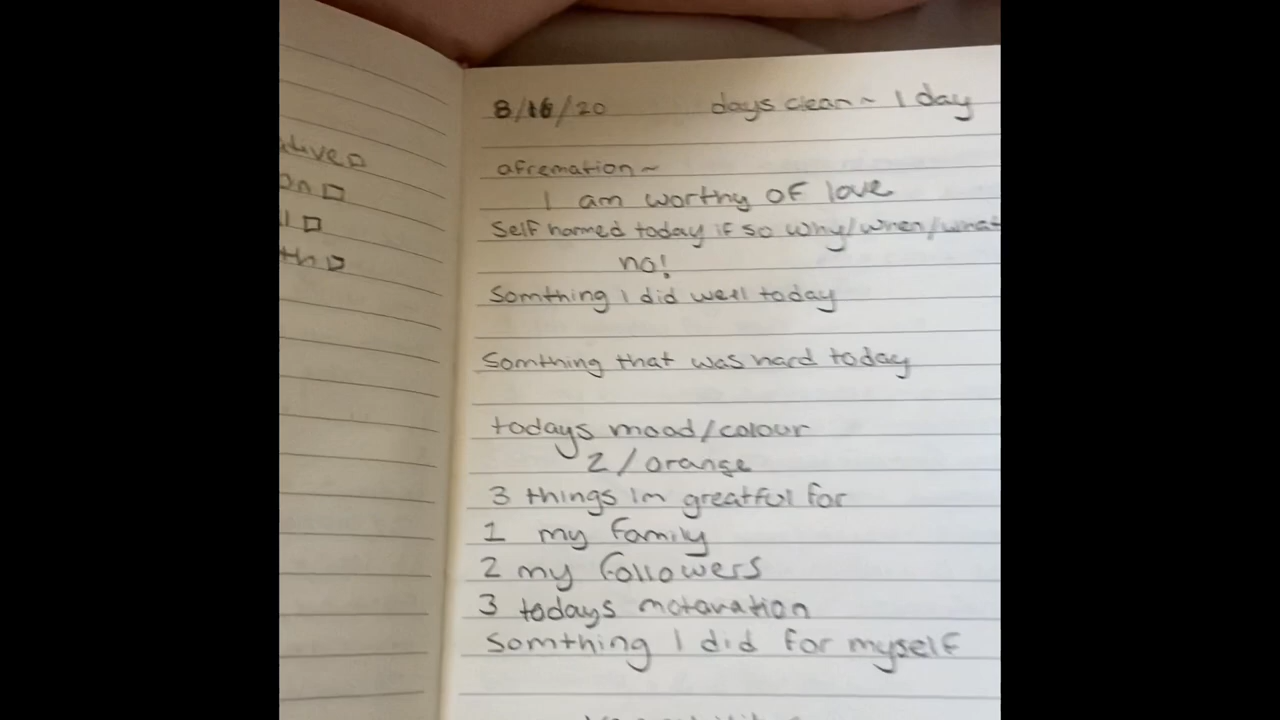 8/16/20 days clean~ 1 day
afremation~
I am worthy of love
Self harmed today if so why/when/what
no!
Somthing I did well today
Somthing that was hard today
todays mood/colour
2/orange
3 things im greatful for
1 my family
2 my followers
3 todays motavation
Somthing I did for myself